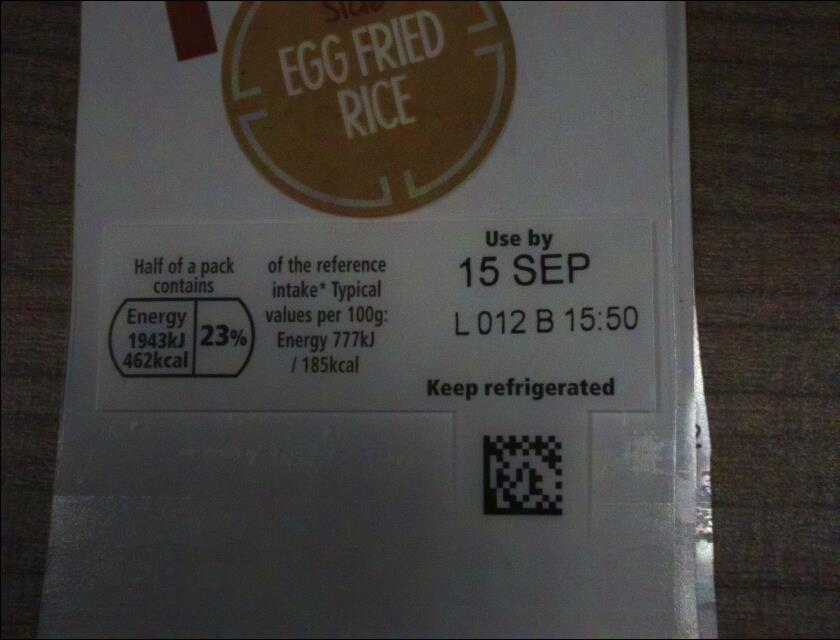 Side
EGG FRIED
RICE
Half of a pack
contains
Energy
1943kJ
462kcal
23%
of the reference
intake* Typical
values per 100g:
Energy 777kJ
/ 185kcal
Use by
15 SEP
L 012 B 15:50
Keep refrigerated